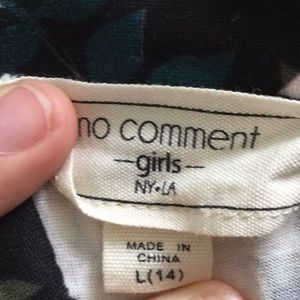 no comment
girls
NY•LA
MADE IN
CHINA
L(14)